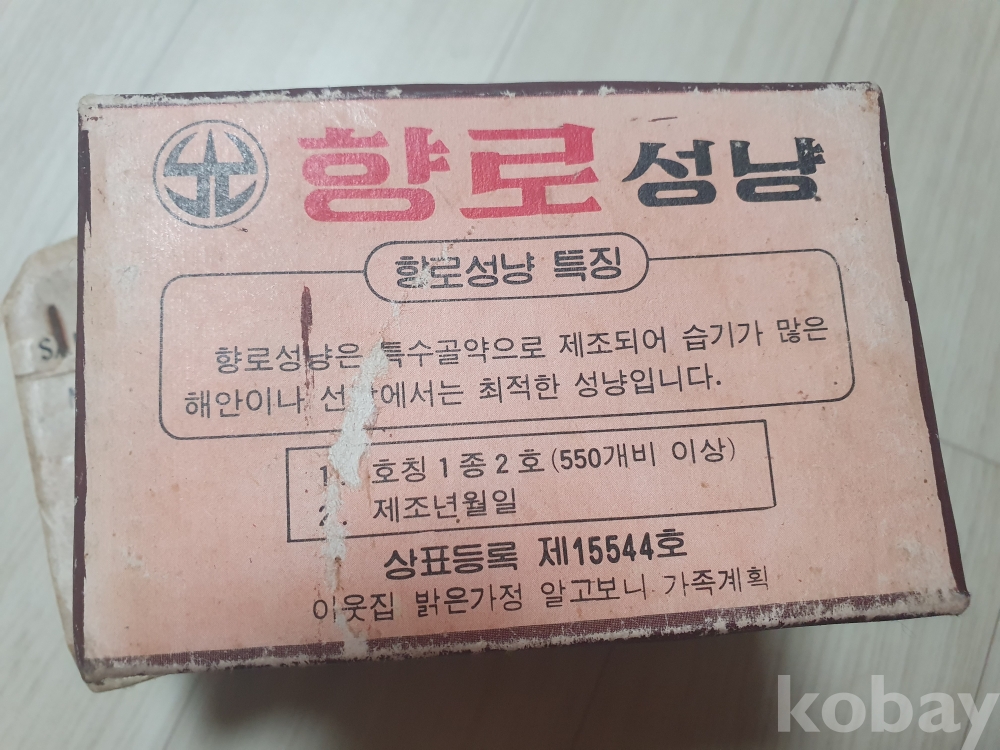 향로 성냥
향로성냥 특징
향로성냥은 특수골약으로 제조되어 습기가 많은
해안이나 에서는 최적한 성냥입니다.
1. 호칭 1종2호(550개비 이상)
2. 제조년월일
상표등록 제15544호
이웃집 밝은가정 알고보니 가족계획
kobay